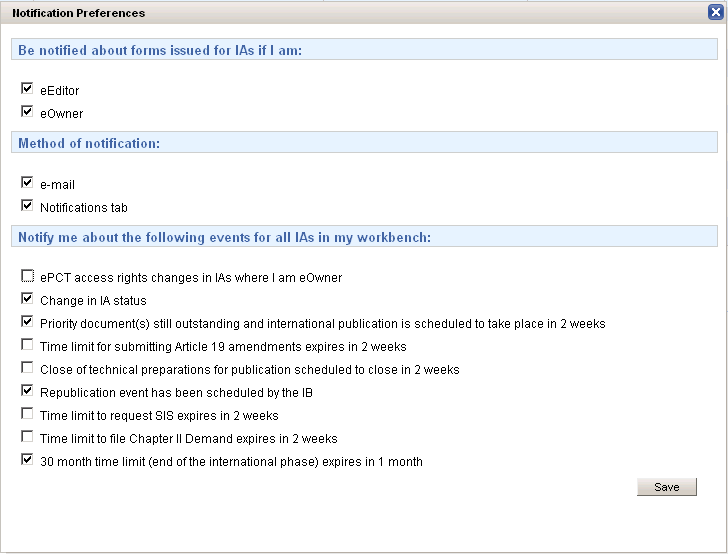 Notification Preferences
Be notified about forms issued for IAs if I am:
eEditor
eOwner
Method of notification:
e-mail
Notifications tab
Notify me about the following events for all IAs in my workbench:
ePCT access rights changes in IAs where I am eOwner
Change in IA status
Priority document(s) still outstanding and international publication is scheduled to take place in 2 weeks
Time limit for submitting Article 19 amendments expires in 2 weeks
Close of technical preparations for publication scheduled to close in 2 weeks
Republication event has been scheduled by the IB
Time limit to request SIS expires in 2 weeks
Time limit to file Chapter II Demand expires in 2 weeks
30 month time limit (end of the international phase) expires in 1 month
Save